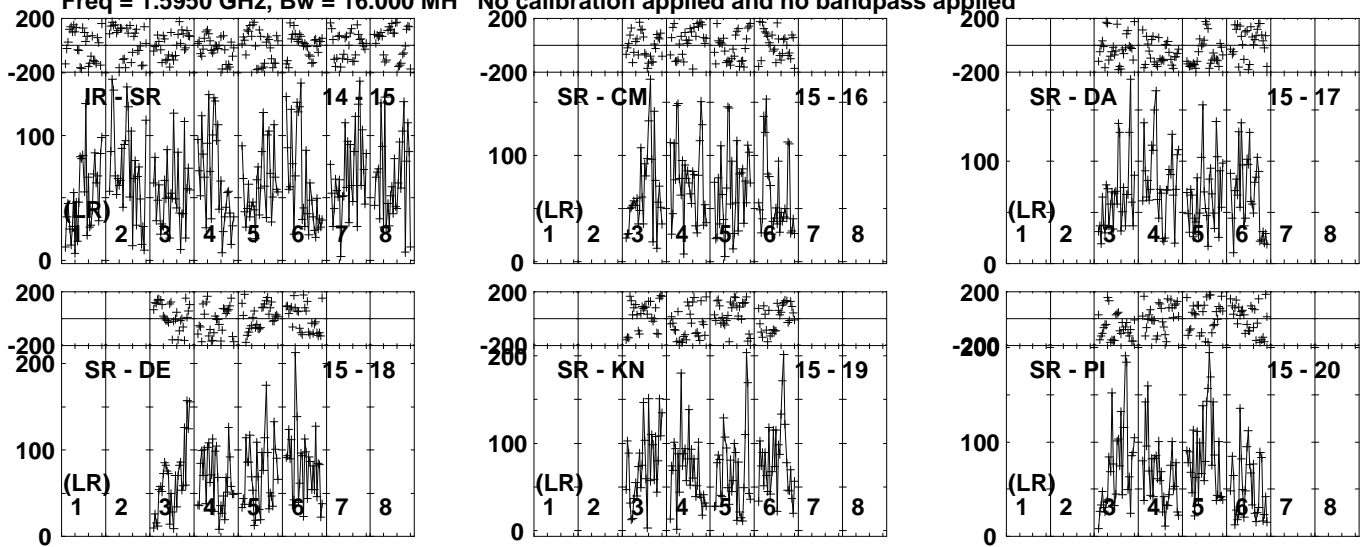 Freq = 1.5950 GHz, Bw = 16.000 MH   No calibration applied and no bandpass applied
200
-200
IR - SR 14 - 15
100
(LR)
1 2 3 4 5 6 7 8
0
200
-200
SR - CM 15 - 16
100
(LR)
1 2 3 4 5 6 7 8
0
200
-200
SR - DA 15 - 17
100
(LR)
1 2 3 4 5 6 7 8
0
200
-200
200
SR - DE 15 - 18
100
(LR)
1 2 3 4 5 6 7 8
0
200
-200
200
SR - KN 15 - 19
100
(LR)
1 2 3 4 5 6 7 8
0
200
-200
200
SR - PI 15 - 20
100
(LR)
1 2 3 4 5 6 7 8
0